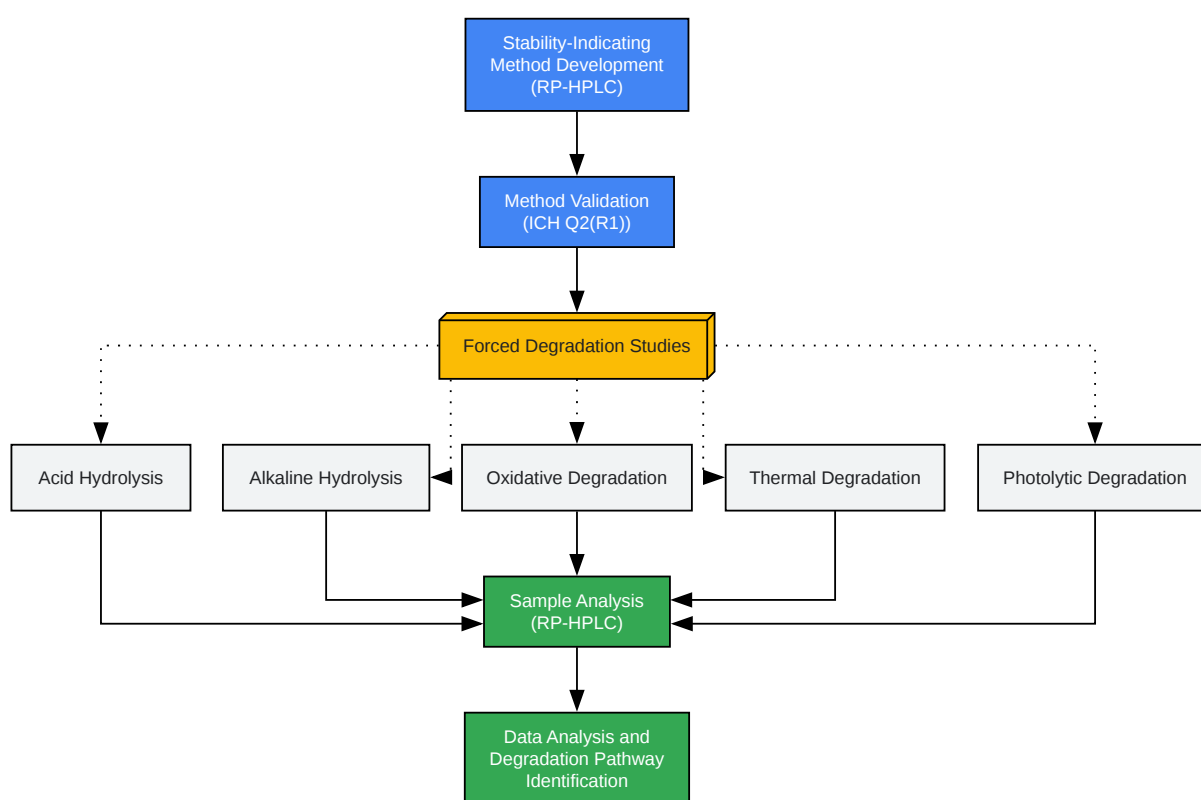 Stability-Indicating
Method Development
(RP-HPLC)
Method Validation
(ICH Q2(R1))
Forced Degradation Studies
Acid Hydrolysis
Alkaline Hydrolysis
Oxidative Degradation
Thermal Degradation
Photolytic Degradation
Sample Analysis
(RP-HPLC)
Data Analysis and
Degradation Pathway
Identification